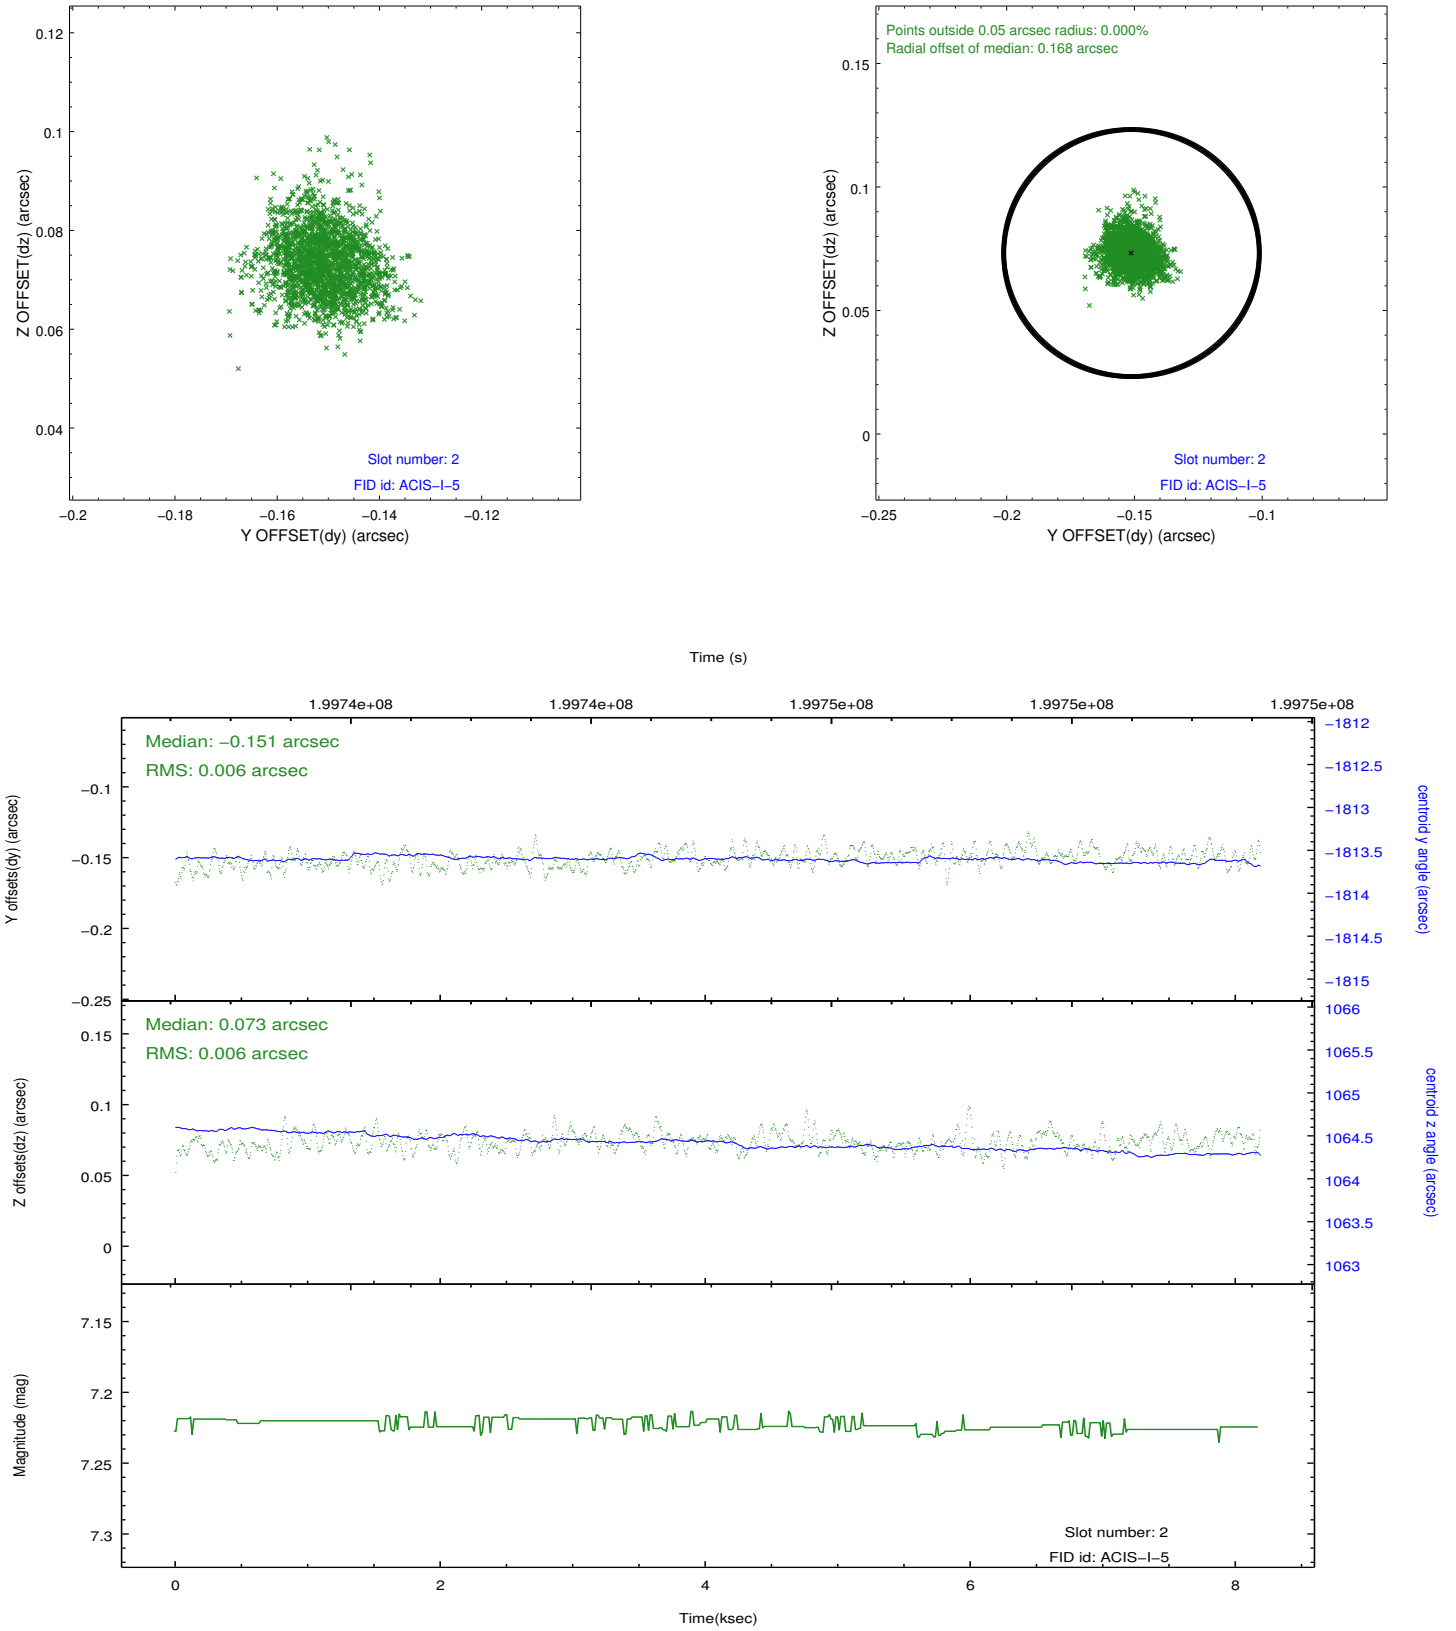 0.12
0.1
0.08
0.06
0.04
Z OFFSET(dz) (arcsec)
Slot number: 2
FID id: ACIS−I−5
−0.2
−0.18
−0.16
−0.14
−0.12
Y OFFSET(dy) (arcsec)
Points outside 0.05 arcsec radius: 0.000%
Radial offset of median: 0.168 arcsec
0.15
0.1
0.05
0
Z OFFSET(dz) (arcsec)
Slot number: 2
FID id: ACIS−I−5
−0.25
−0.2
−0.15
−0.1
Y OFFSET(dy) (arcsec)
Time (s)
1.9974e+08
1.9974e+08
1.9975e+08
1.9975e+08
1.9975e+08
Median: −0.151 arcsec
RMS: 0.006 arcsec
−0.1
−0.15
−0.2
−0.25
Y offsets(dy) (arcsec)
−1812
−1812.5
−1813
−1813.5
−1814
−1814.5
−1815
centroid y angle (arcsec)
Median: 0.073 arcsec
RMS: 0.006 arcsec
0.15
0.1
0.05
0
Z offsets(dz) (arcsec)
1066
1065.5
1065
1064.5
1064
1063.5
1063
centroid z angle (arcsec)
7.15
7.2
7.25
7.3
Magnitude (mag)
Slot number: 2
FID id: ACIS−I−5
0
2
4
6
8
Time(ksec)